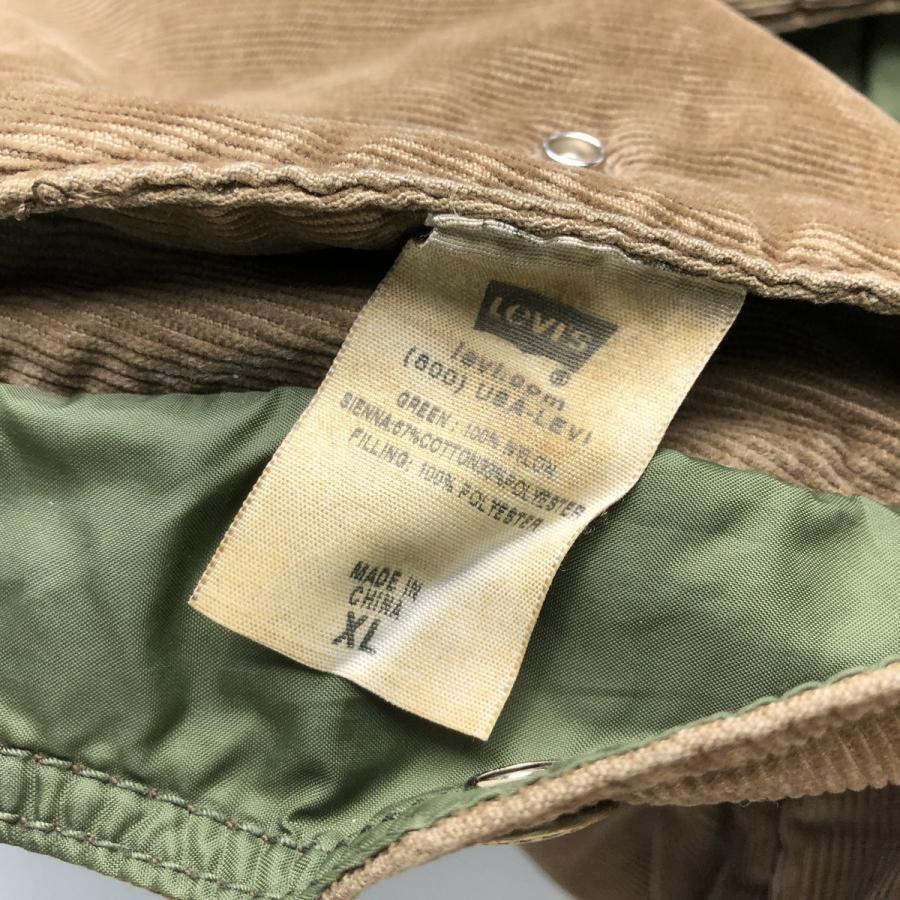 Levi's
®
levi.com
(800) USA-LEVI
GREEN: 100% NYLON
SIENNA:67%COTTON33%POLYESTER
FILLING: 100% POLYESTER
MADE IN
CHINA
XL